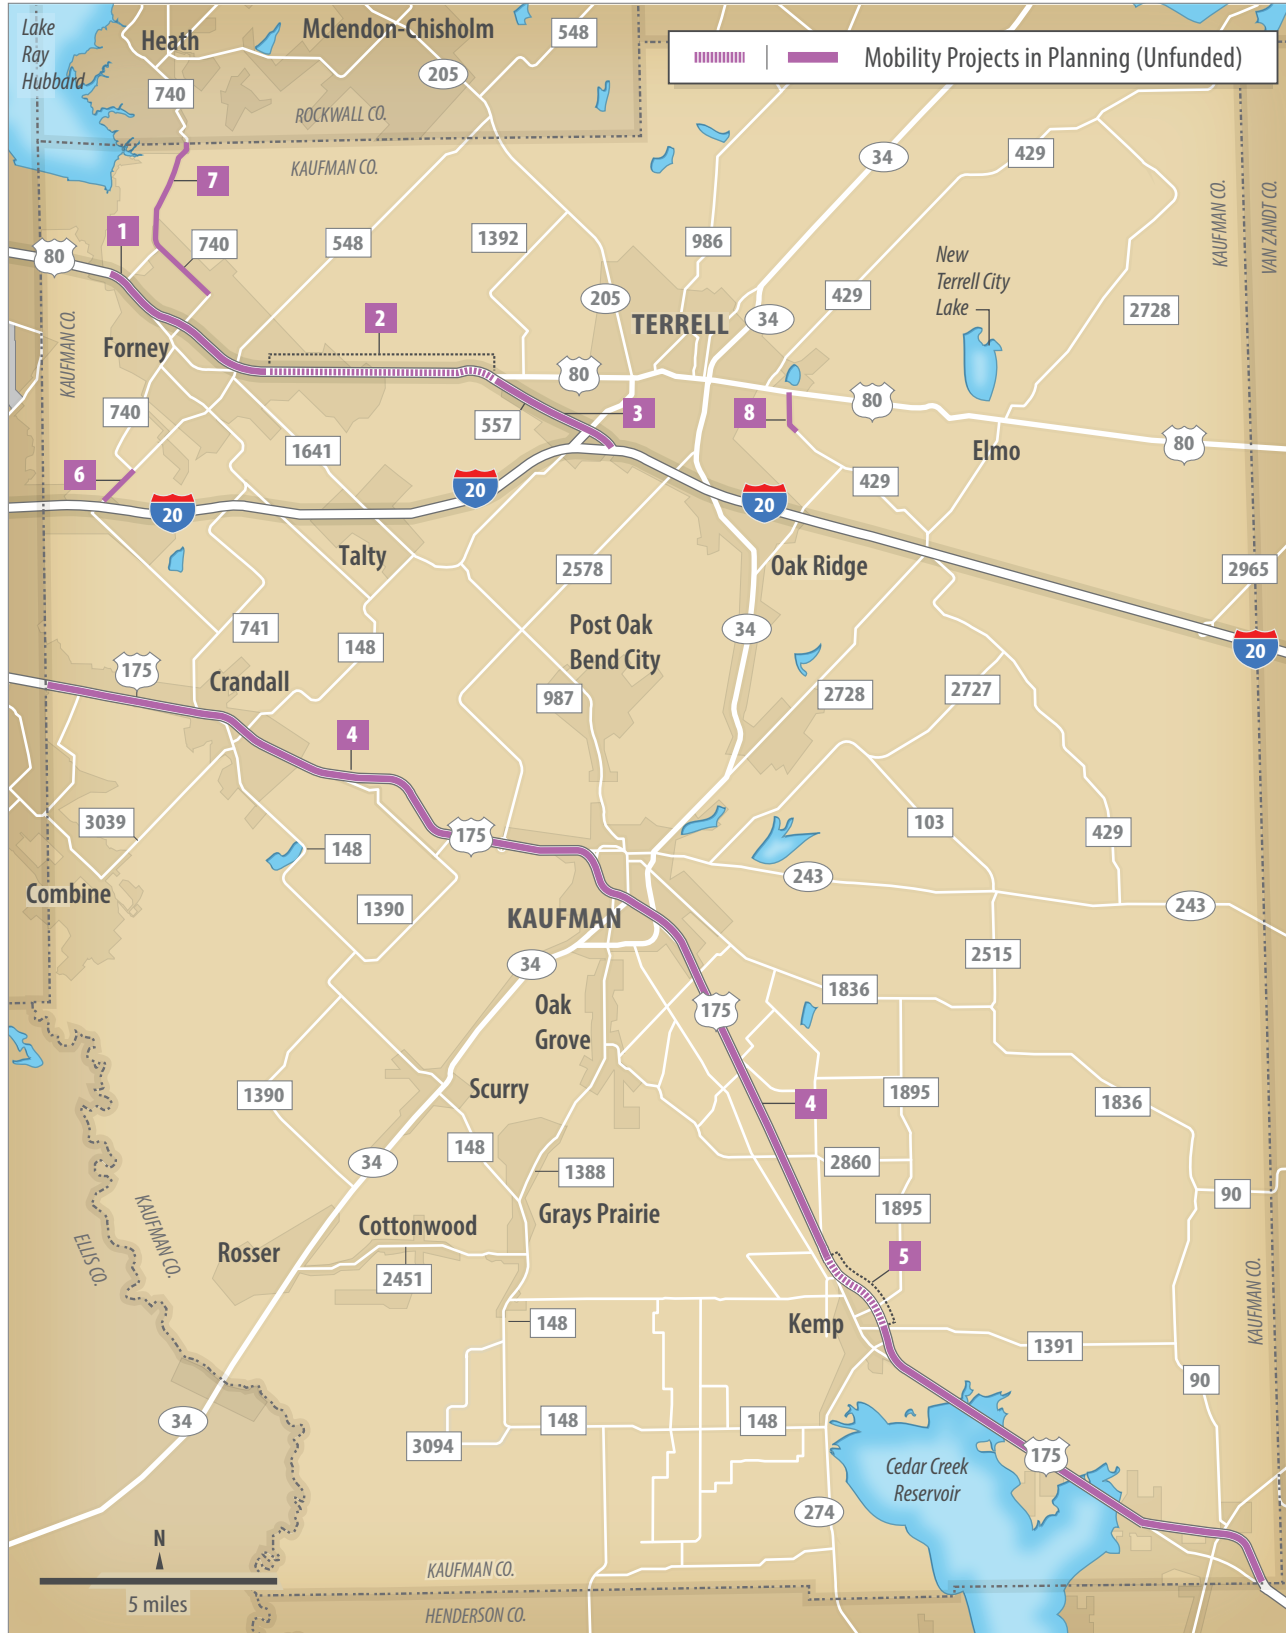 Lake
Ray
Hubbard
Heath
Mclendon-Chisholm
548
205
740
ROCKWALL CO.
KAUFMAN CO.
Mobility Projects in Planning (Unfunded)
34
429
7
1
80
740
548
1392
986
KAUFMAN CO.
VAN ZANDT CO.
New
Terrell City
Lake
205
429
2728
2
TERRELL
34
KAUFMAN CO.
Forney
80
80
740
557
3
8
80
Elmo
1641
6
20
20
20
429
Talty
2578
Oak Ridge
2965
741
148
Post Oak
Bend City
34
20
175
Crandall
987
2728
2727
4
3039
148
175
103
429
Combine
1390
243
243
KAUFMAN
34
2515
Oak
Grove
175
1836
1390
Scurry
4
1895
1836
148
34
1388
2860
90
KAUFMAN CO.
ELLIS CO.
Grays Prairie
1895
Cottonwood
Rosser
2451
5
148
Kemp
1391
KAUFMAN CO.
90
34
148
148
3094
175
Cedar Creek
Reservoir
274
N
5 miles
KAUFMAN CO.
HENDERSON CO.